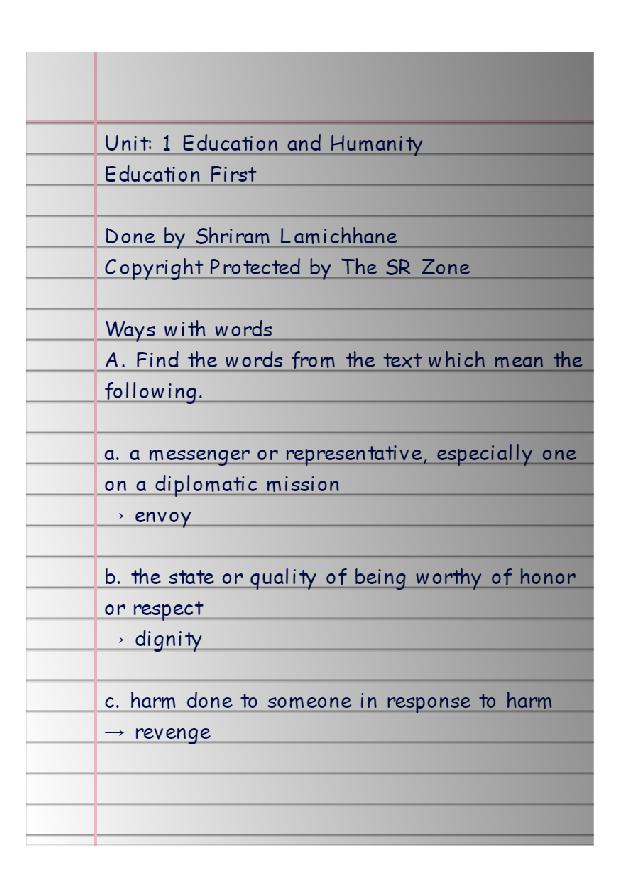 Unit: 1 Education and Humanity
Education First
Done by Shriram Lamichhane
Copyright Protected by The SR Zone
Ways with words
A. Find the words from the text which mean the
following.
a. a messenger or representative, especially one
on a diplomatic mission
→ envoy
b. the state or quality of being worthy of honor
or respect
→ dignity
c. harm done to someone in response to harm
→ revenge